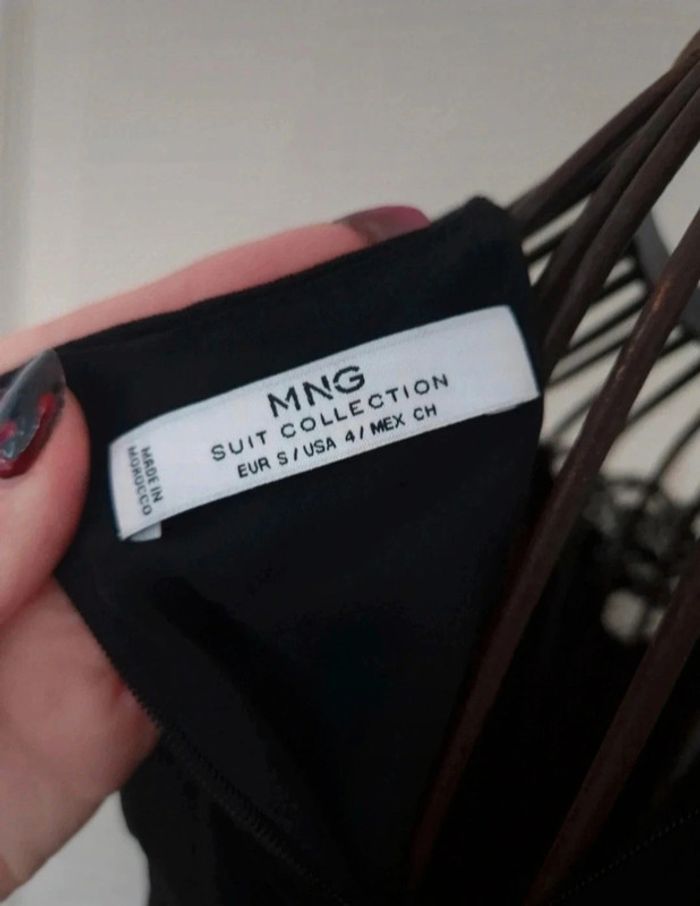 MNG
SUIT COLLECTION
EUR S / USA 4 / MEX CH
MADE IN
MOROCCO